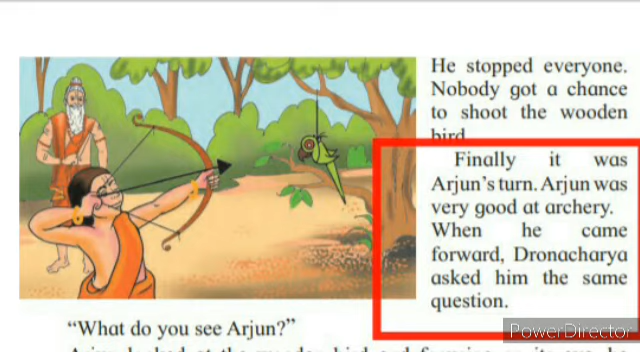 He stopped everyone.
Nobody got a chance
to shoot the wooden
bird.
Finally it was
Arjun's turn. Arjun was
very good at archery.
When he came
forward, Dronacharya
asked him the same
question.
"What do you see Arjun?"
PowerDirector